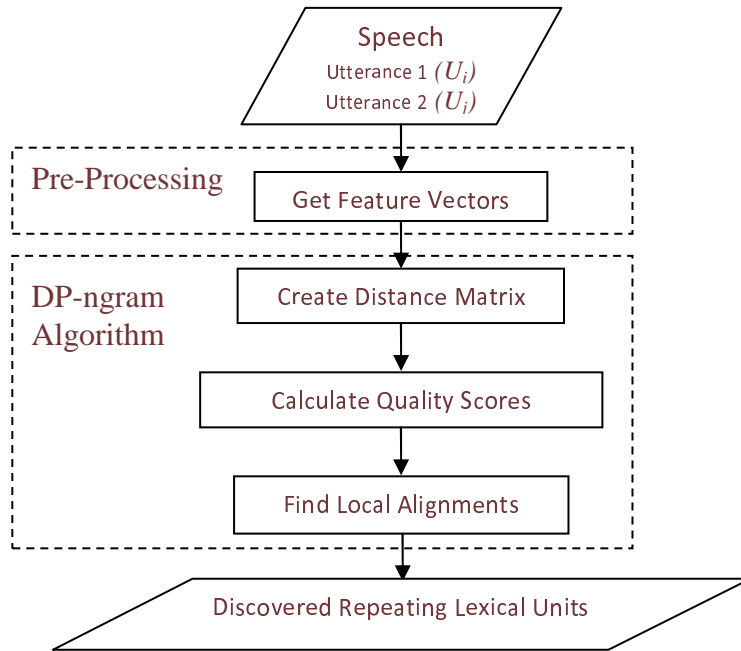 Speech
Utterance 1 (Ui)
Utterance 2 (Ui)
Pre-Processing
Get Feature Vectors
DP-ngram
Algorithm
Create Distance Matrix
Calculate Quality Scores
Find Local Alignments
Discovered Repeating Lexical Units